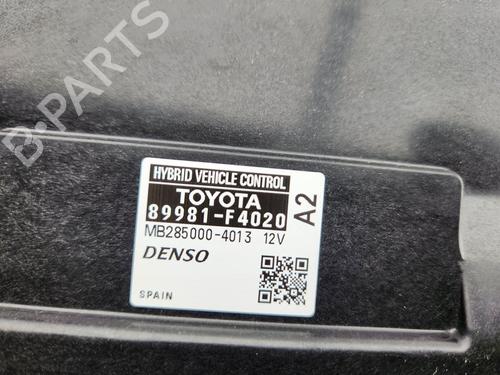 B-PARTS
HYBRID VEHICLE CONTROL
TOYOTA
89981-F4020
A2
MB285000-4013 12V
DENSO
SPAIN